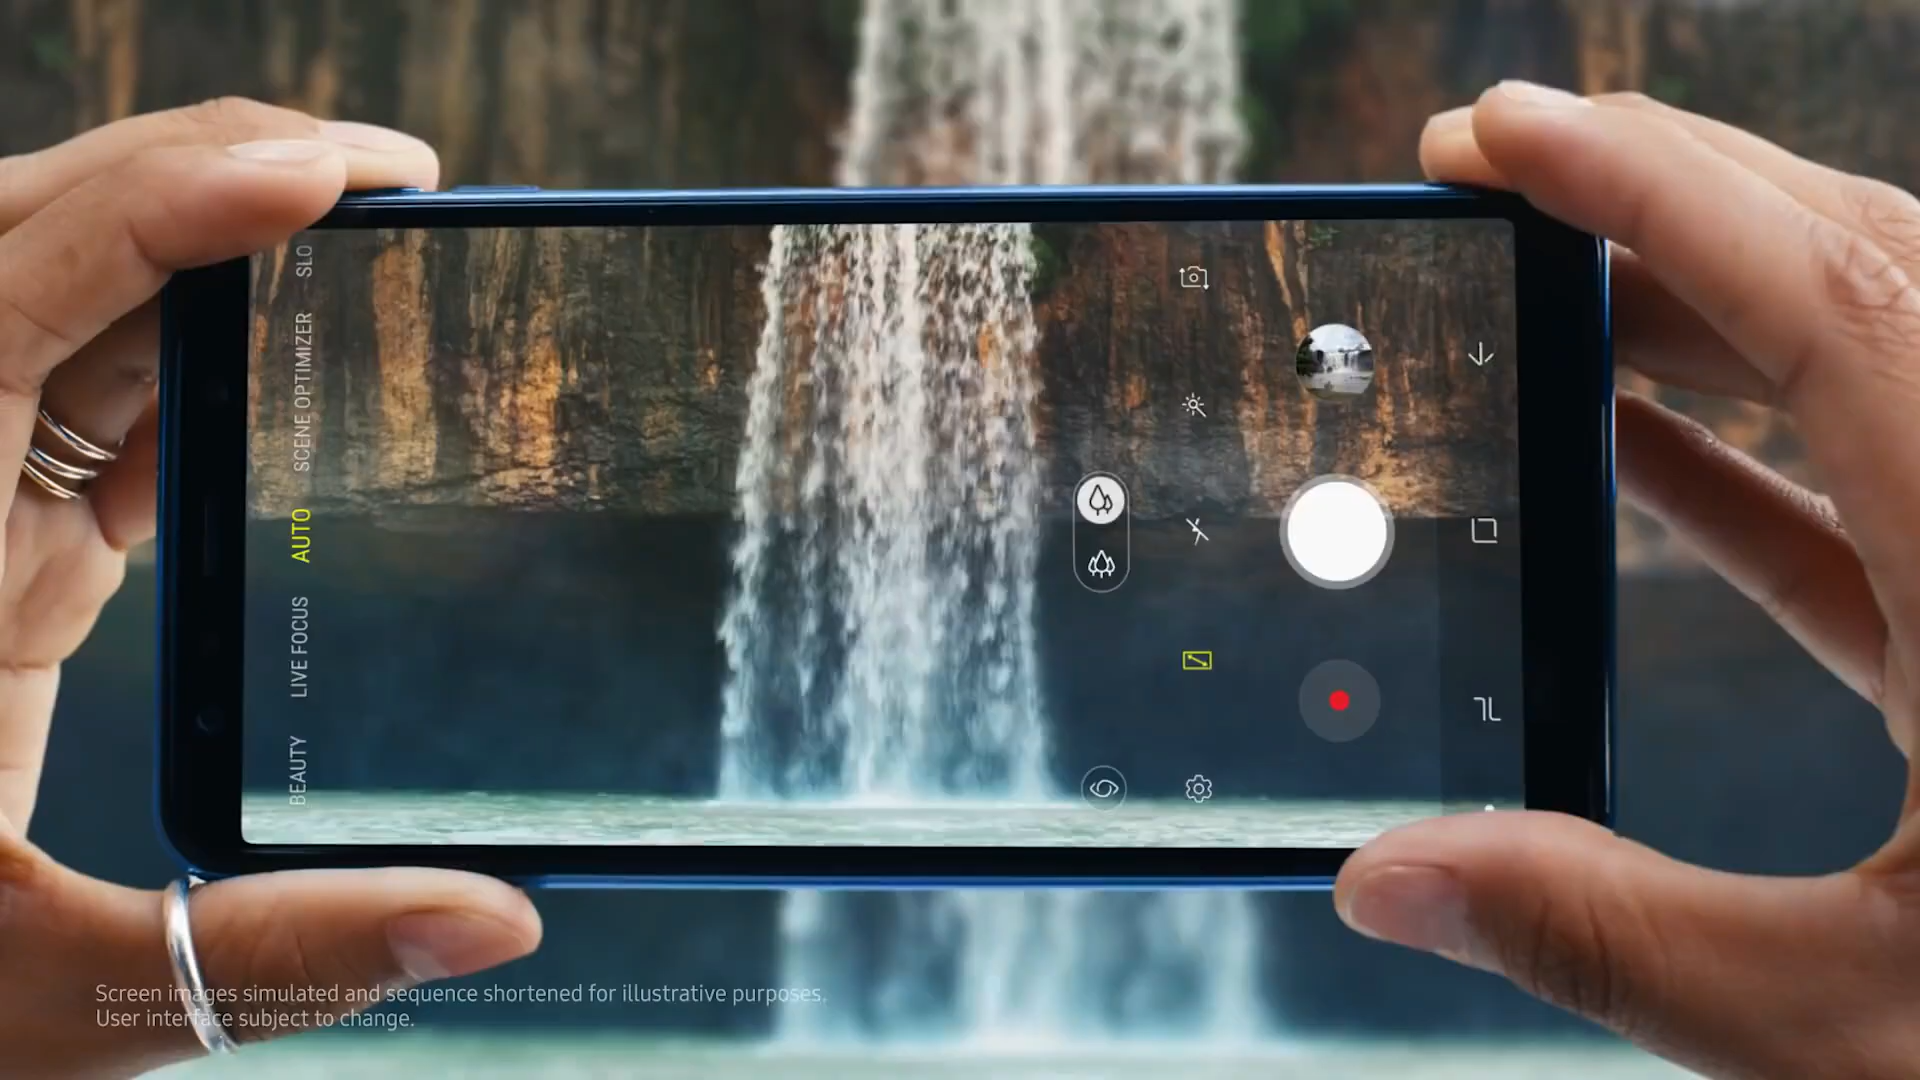 SLO
SCENE OPTIMIZER
AUTO
LIVE FOCUS
BEAUTY
Screen images simulated and sequence shortened for illustrative purposes.
User interface subject to change.